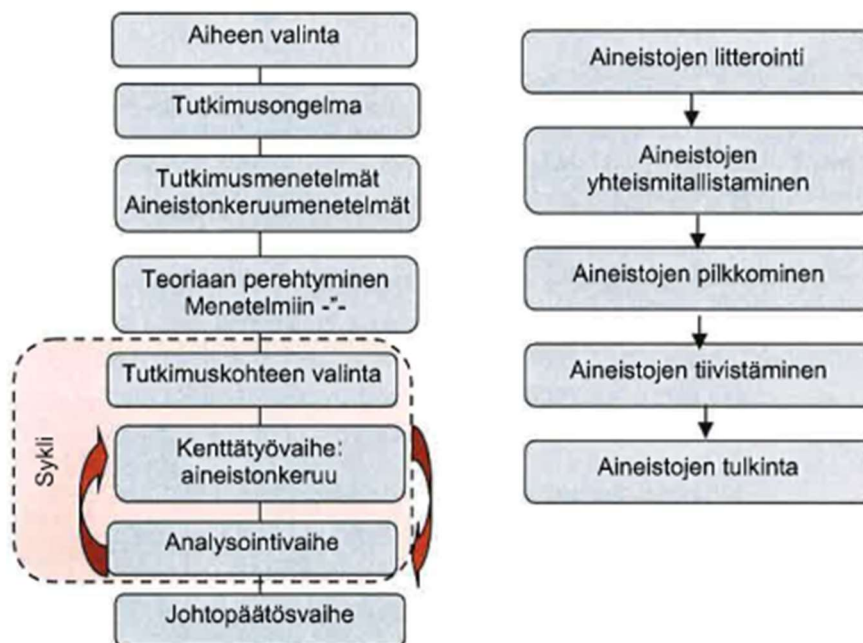 Aiheen valinta
Tutkimusongelma
Tutkimusmenetelmät
Aineistonkeruumenetelmät
Teoriaan perehtyminen
Menetelmiin -"-
Sykli
Tutkimuskohteen valinta
Kenttätyövaihe:
aineistonkeruu
Analysointivaihe
Johtopäätösvaihe
Aineistojen litterointi
Aineistojen
yhteismitallistaminen
Aineistojen pilkkominen
Aineistojen tiivistäminen
Aineistojen tulkinta